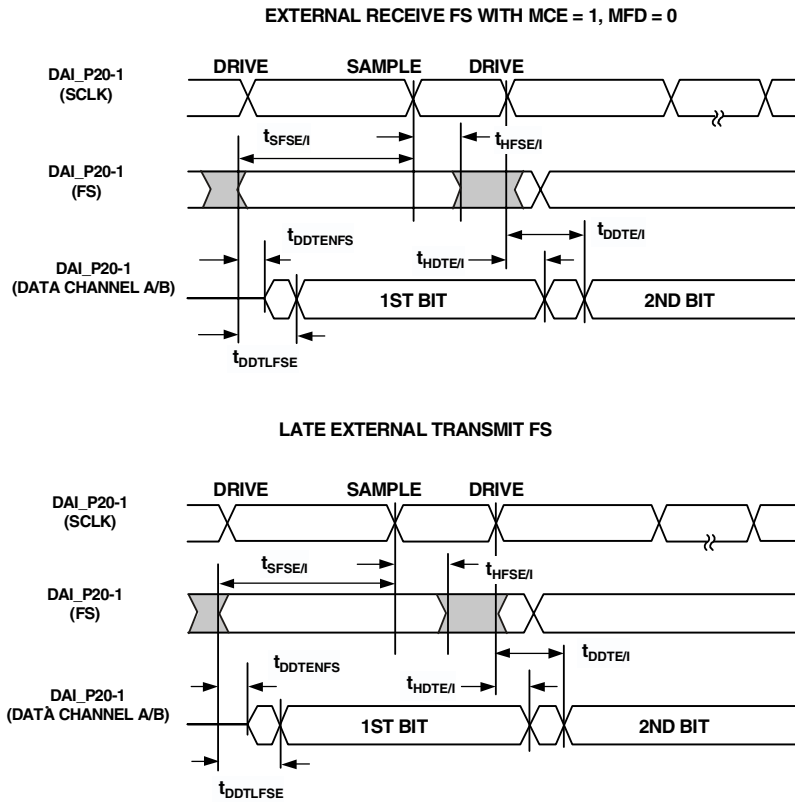 EXTERNAL RECEIVE FS WITH MCE = 1, MFD = 0
DRIVE SAMPLE DRIVE
DAI_P20-1
(SCLK)
tSFSE/I tHFSE/I
DAI_P20-1
(FS)
tDDTENFS tHDTE/I tDDTE/I
DAI_P20-1
(DATA CHANNEL A/B)
1ST BIT 2ND BIT
tDDTLFSE
LATE EXTERNAL TRANSMIT FS
DRIVE SAMPLE DRIVE
DAI_P20-1
(SCLK)
tSFSE/I tHFSE/I
DAI_P20-1
(FS)
tDDTENFS tHDTE/I tDDTE/I
DAI_P20-1
(DATA CHANNEL A/B)
1ST BIT 2ND BIT
tDDTLFSE